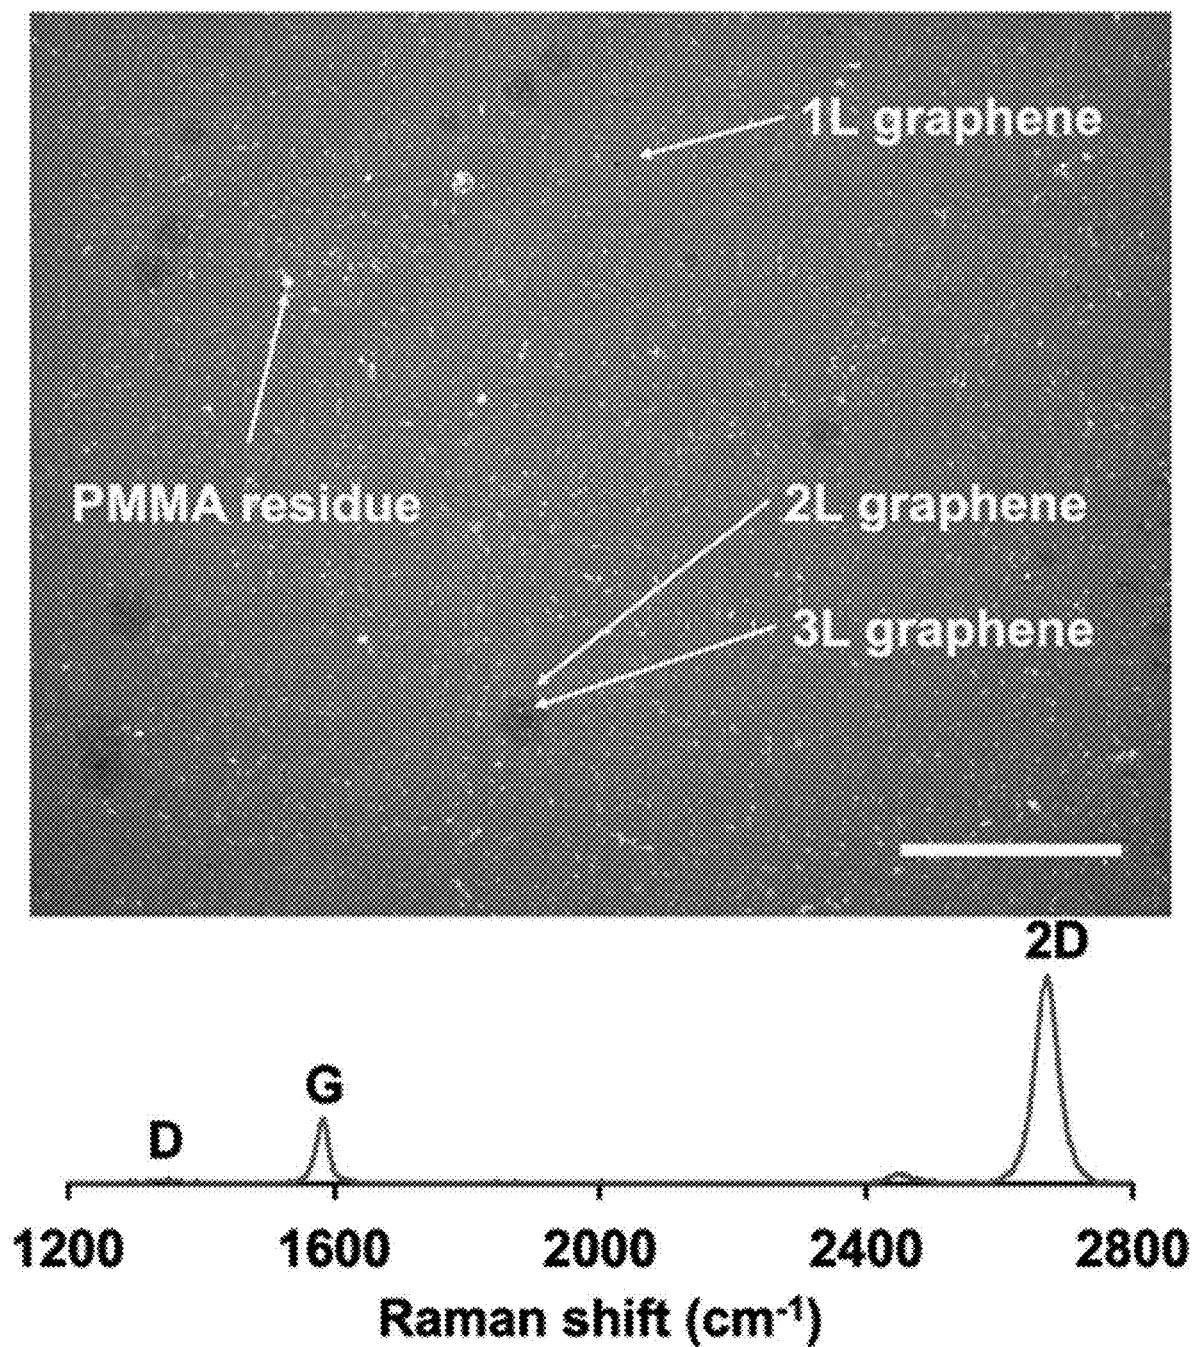 1L graphene
PMMA residue
2L graphene
3L graphene
2D
G
D
1200 1600 2000 2400 2800
Raman shift (cm-1)